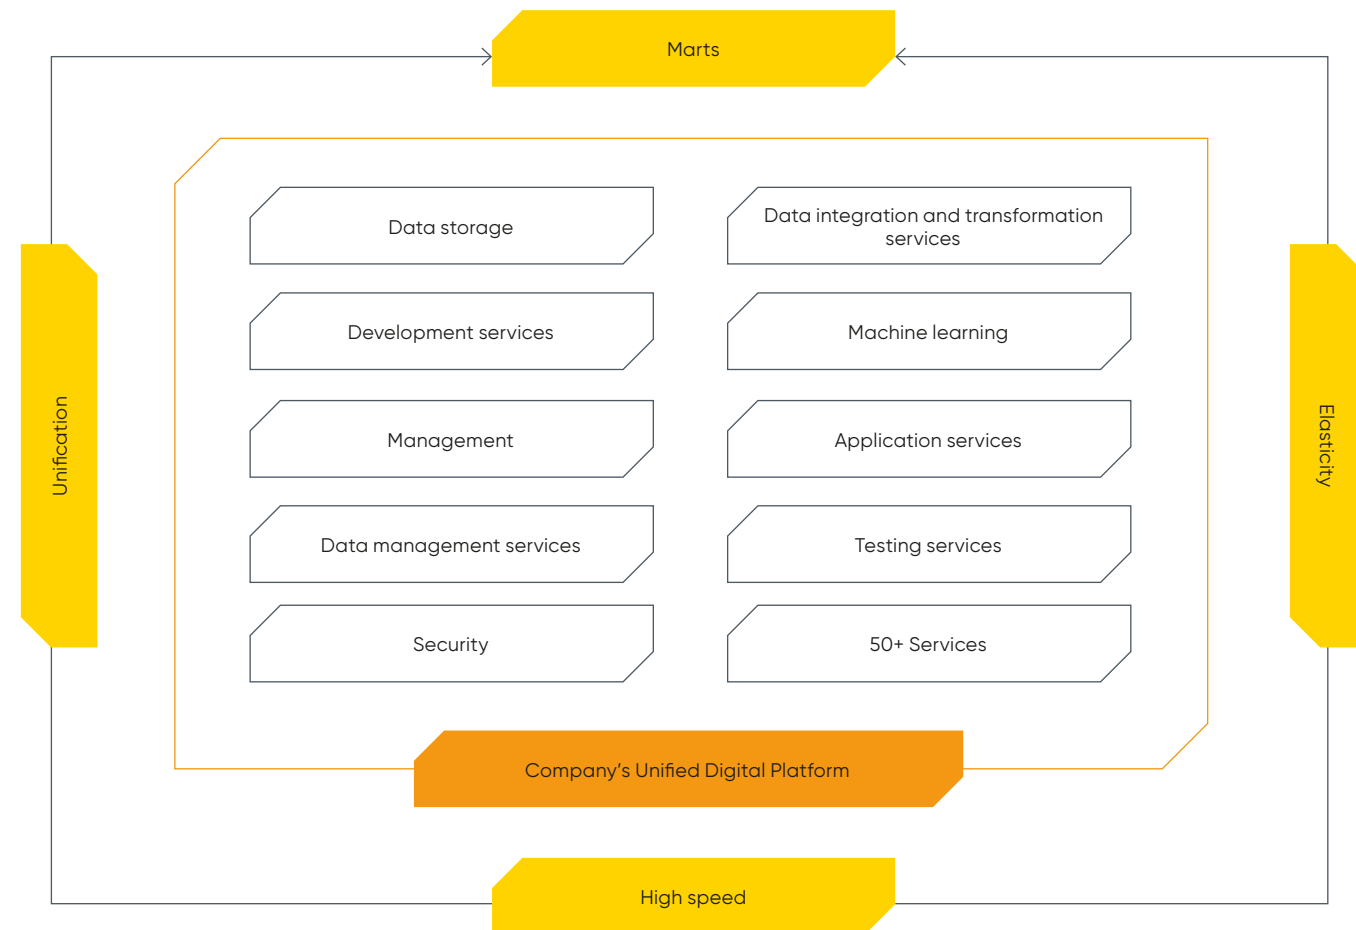 Marts
Data storage
Data integration and transformation
services
Development services
Machine learning
Unification
Elasticity
Management
Application services
Data management services
Testing services
Security
50+ Services
Company’s Unified Digital Platform
High speed